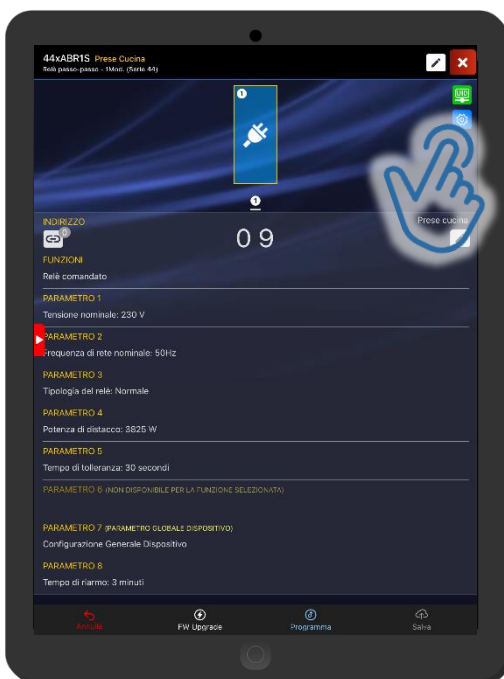 44xABR1S Prese Cucina
Relè passo-passo - 1Mod. (Serie 44)
1
UID
1
INDIRIZZO
Prese cucina
0
09
FUNZIONI
Relè comandato
PARAMETRO 1
Tensione nominale: 230 V
PARAMETRO 2
Frequenza di rete nominale: 50Hz
PARAMETRO 3
Tipologia del relè: Normale
PARAMETRO 4
Potenza di distacco: 3825 W
PARAMETRO 5
Tempo di tolleranza: 30 secondi
PARAMETRO 6 (NON DISPONIBILE PER LA FUNZIONE SELEZIONATA)
PARAMETRO 7 (PARAMETRO GLOBALE DISPOSITIVO)
Configurazione Generale Dispositivo
PARAMETRO 8
Tempo di riarmo: 3 minuti
Annulla
FW Upgrade
Programma
Salva